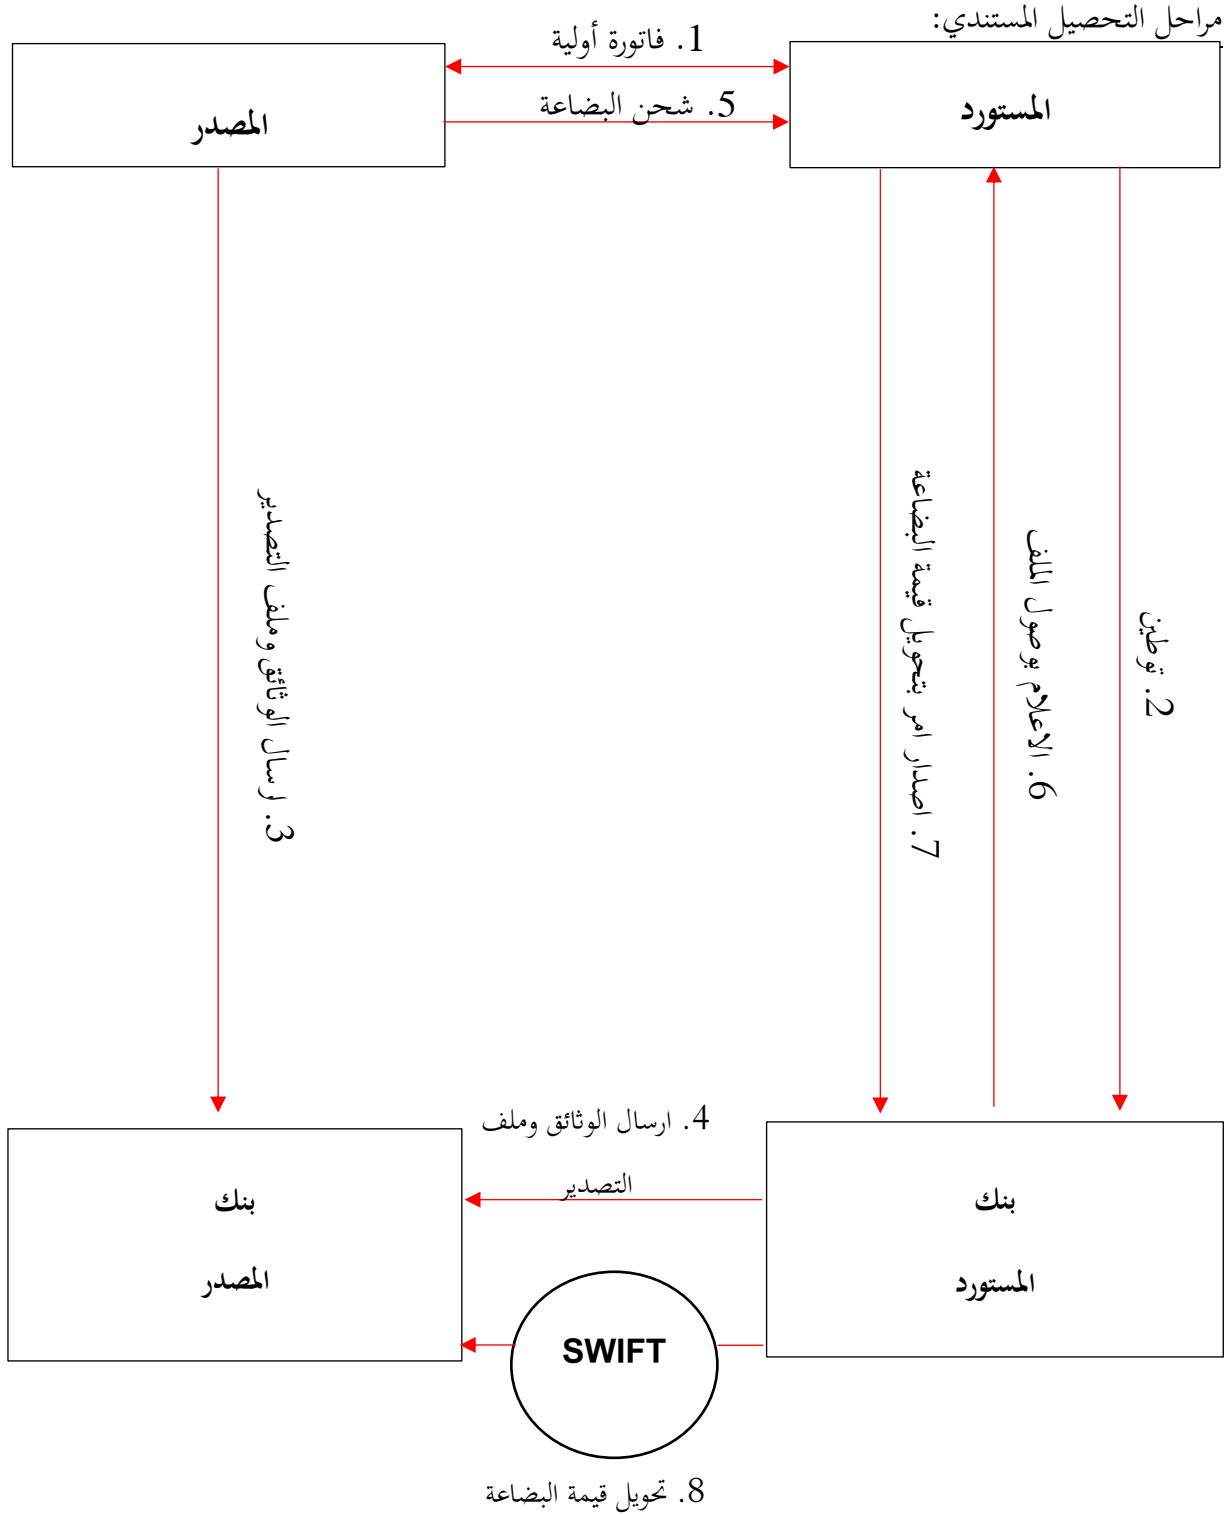 مراحل التحصيل المستندي:
1. فاتورة أولية
المستورد
المصدر
5. شحن البضاعة
2. توطين
6. الاعلام بوصول الملف
7. اصدار امر بتحويل قيمة البضاعة
3. ارسال الوثائق وملف التصدير
4. ارسال الوثائق وملف
التصدير
بنك
المستورد
بنك
المصدر
SWIFT
8. تحويل قيمة البضاعة